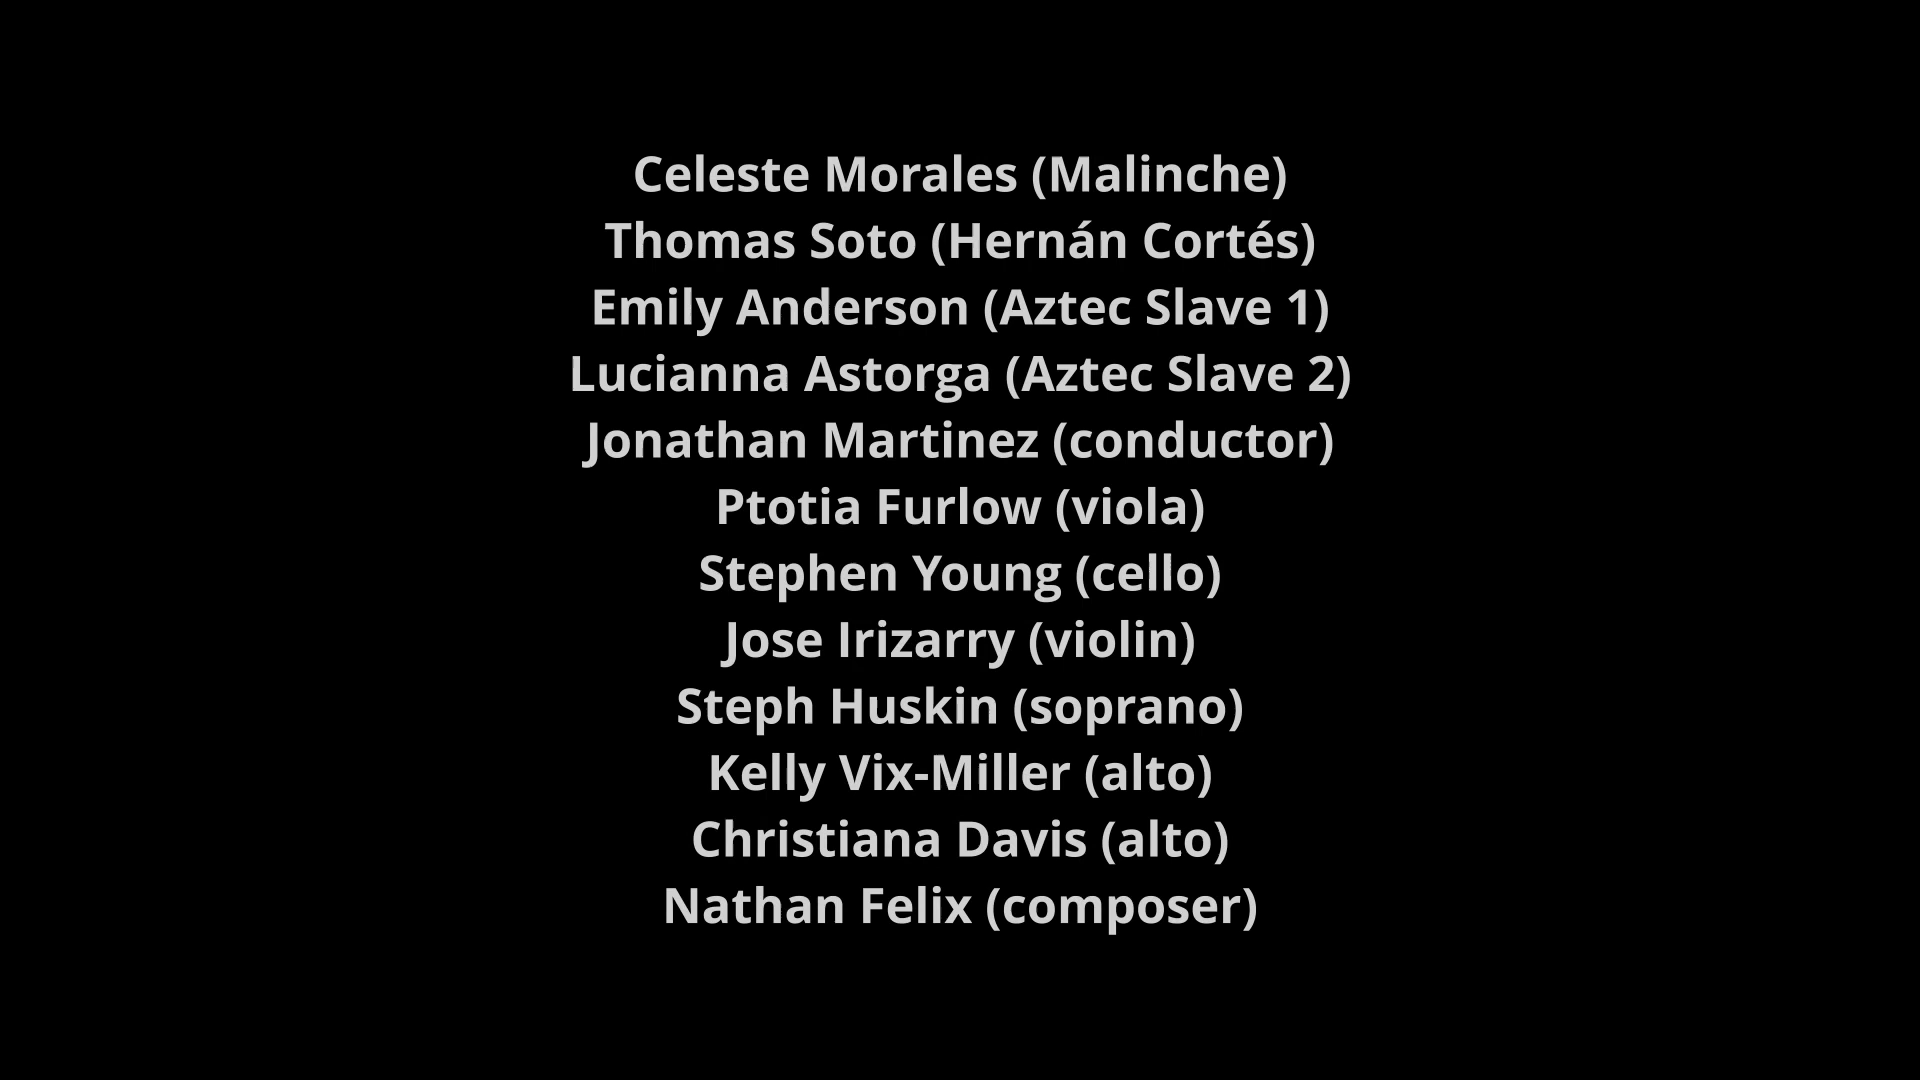 Celeste Morales (Malinche)
Thomas Soto (Hernán Cortés)
Emily Anderson (Aztec Slave 1)
Lucianna Astorga (Aztec Slave 2)
Jonathan Martinez (conductor)
Ptotia Furlow (viola)
Stephen Young (cello)
Jose Irizarry (violin)
Steph Huskin (soprano)
Kelly Vix-Miller (alto)
Christiana Davis (alto)
Nathan Felix (composer)